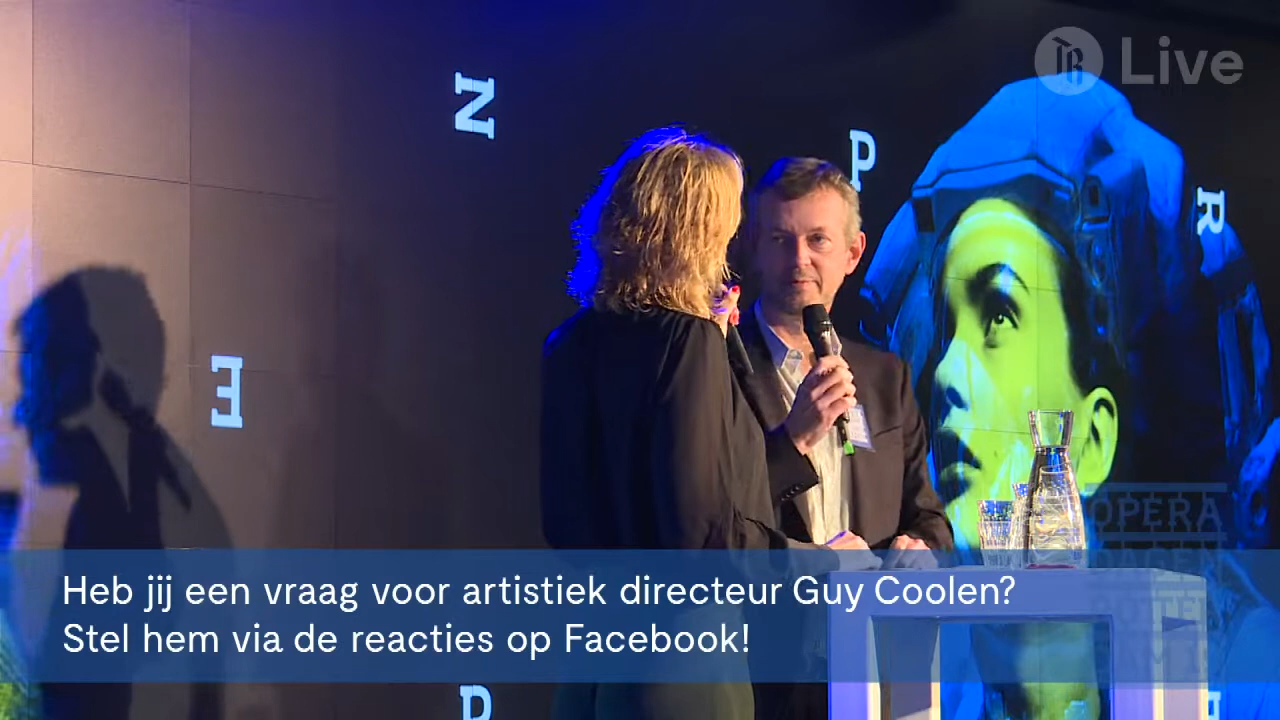 Live
N
P
R
E
OPERA
Heb jij een vraag voor artistiek directeur Guy Coolen?
Stel hem via de reacties op Facebook!